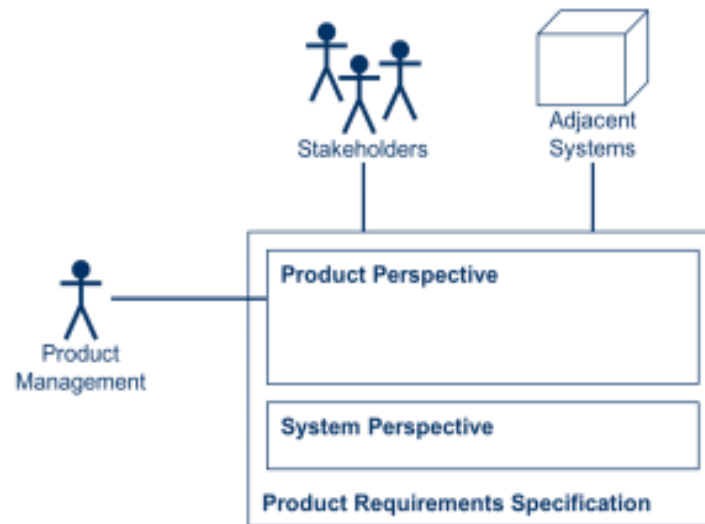 Stakeholders
Adjacent
Systems
Product
Management
Product Perspective
System Perspective
Product Requirements Specification